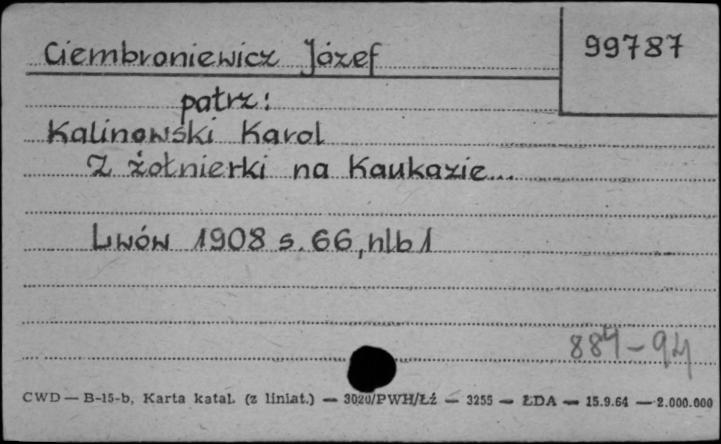 Ciembroniewicz Józef
99787
patrz:
Kalinowski Karol
Z żołnierki na Kaukazie...
Lwów 1908 s. 66, nlb 1
884-94
CWD — B-15-b, Karta katal. (z liniat.) — 3020/PWH/Łź — 3255 — ŁDA — 15.9.64 — 2.000.000